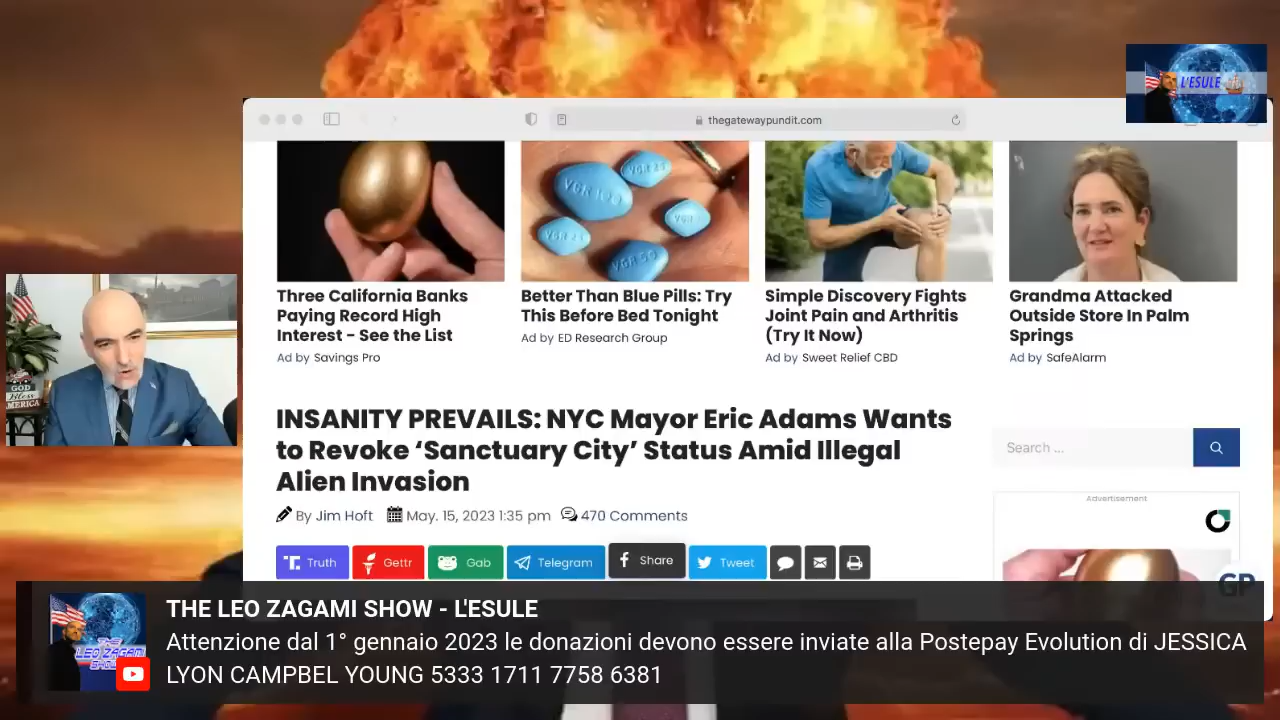 L'ESULE
thegatewaypundit.com
VGR
Three California Banks
Paying Record High
Interest - See the List
Ad by Savings Pro
Better Than Blue Pills: Try
This Before Bed Tonight
Ad by ED Research Group
Simple Discovery Fights
Joint Pain and Arthritis
(Try It Now)
Ad by Sweet Relief CBD
Grandma Attacked
Outside Store In Palm
Springs
Ad by SafeAlarm
GOD
Bless
AMERICA
INSANITY PREVAILS: NYC Mayor Eric Adams Wants
to Revoke ‘Sanctuary City’ Status Amid Illegal
Alien Invasion
Search ...
By Jim Hoft May. 15, 2023 1:35 pm 470 Comments
Advertisement
Truth Gettr Gab Telegram Share Tweet
GP
THE LEO ZAGAMI SHOW - L'ESULE
Attenzione dal 1° gennaio 2023 le donazioni devono essere inviate alla Postepay Evolution di JESSICA
LYON CAMPBEL YOUNG 5333 1711 7758 6381
THE
LEO ZAGAMI
SHOW